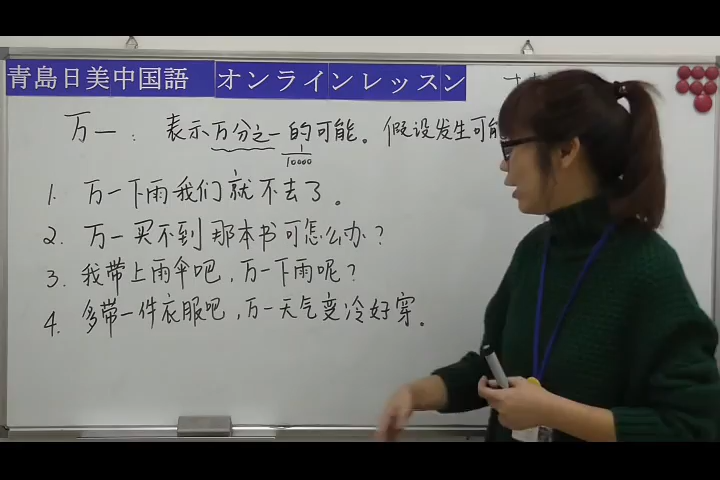 青島日美中国語 オンラインレッスン
万一：表示万分之一的可能。假设发生可能
1/10000
1. 万一下雨我们就不去了。
2. 万一买不到那本书可怎么办？
3. 我带上雨伞吧，万一下雨呢？
4. 多带一件衣服吧，万一天气变冷好穿。